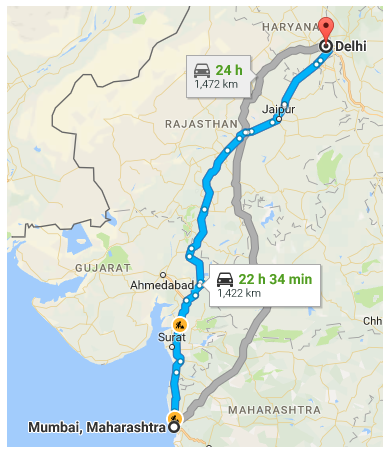 HARYANA
Delhi
24 h
1,472 km
Jaipur
RAJASTHAN
GUJARAT
Ahmedabad
22 h 34 min
1,422 km
Surat
Chh
MAHARASHTRA
Mumbai, Maharashtra